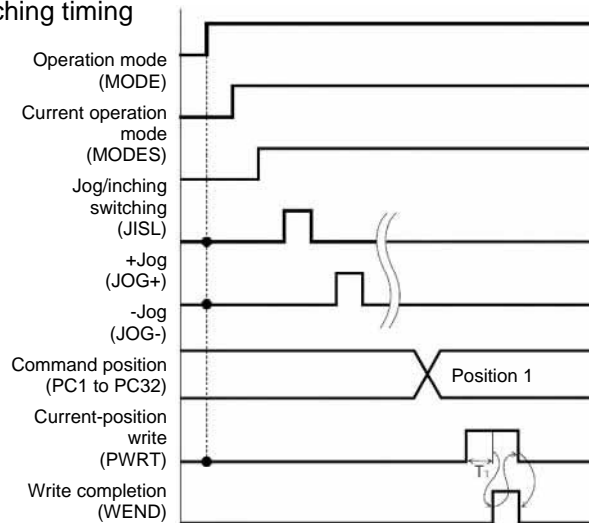 ching timing
Operation mode
(MODE)
Current operation
mode
(MODES)
Jog/inching
switching
(JISL)
+Jog
(JOG+)
-Jog
(JOG-)
Command position
(PC1 to PC32)
Position 1
Current-position
write
(PWRT)
T1
Write completion
(WEND)